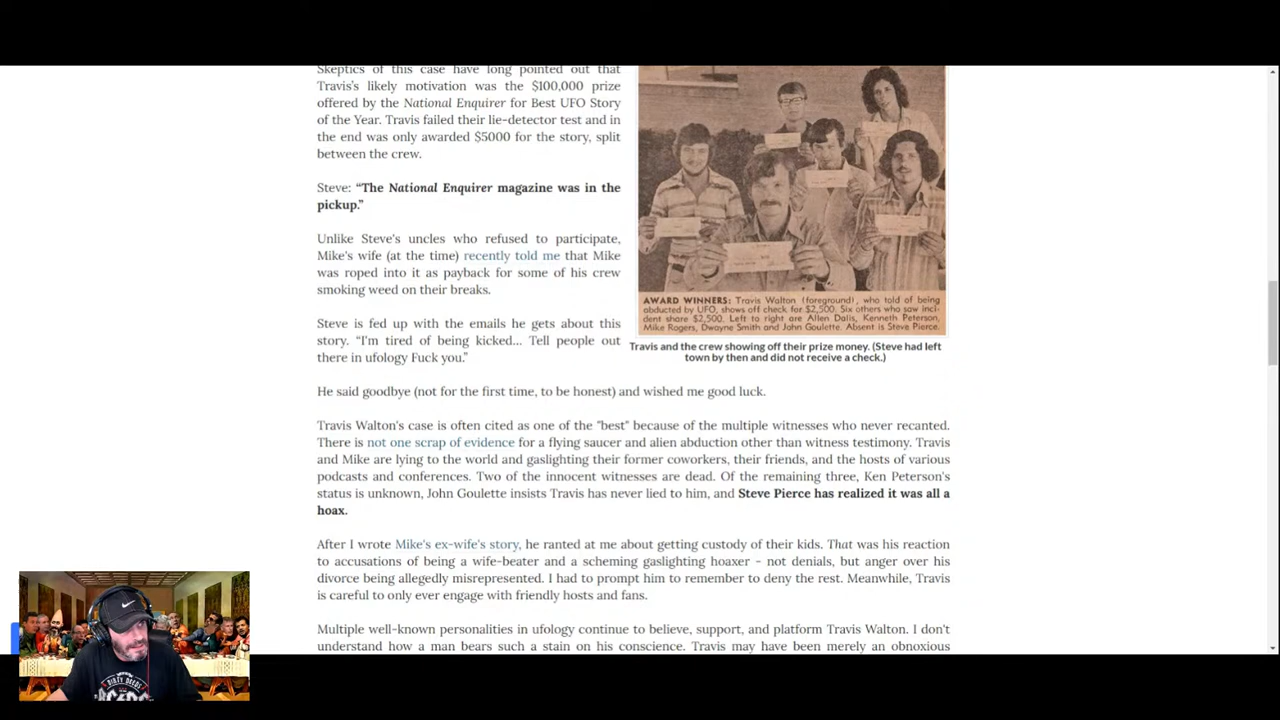 Skeptics of this case have long pointed out that
Travis's likely motivation was the $100,000 prize
offered by the National Enquirer for Best UFO Story
of the Year. Travis failed their lie-detector test and in
the end was only awarded $5000 for the story, split
between the crew.
Steve: “The National Enquirer magazine was in the
pickup.”
Unlike Steve's uncles who refused to participate,
Mike's wife (at the time) recently told me that Mike
was roped into it as payback for some of his crew
smoking weed on their breaks.
Steve is fed up with the emails he gets about this
story. “I'm tired of being kicked... Tell people out
there in ufology Fuck you.”
AWARD WINNERS: Travis Walton (foreground), who told of being
abducted by UFO, shows off check for $2,500. Six others who saw inci-
dent share $2,500. Left to right are Allen Dalis, Kenneth Peterson,
Mike Rogers, Dwayne Smith and John Goulette. Absent is Steve Pierce.
Travis and the crew showing off their prize money. (Steve had left
town by then and did not receive a check.)
He said goodbye (not for the first time, to be honest) and wished me good luck.
Travis Walton's case is often cited as one of the "best" because of the multiple witnesses who never recanted.
There is not one scrap of evidence for a flying saucer and alien abduction other than witness testimony. Travis
and Mike are lying to the world and gaslighting their former coworkers, their friends, and the hosts of various
podcasts and conferences. Two of the innocent witnesses are dead. Of the remaining three, Ken Peterson's
status is unknown, John Goulette insists Travis has never lied to him, and Steve Pierce has realized it was all a
hoax.
After I wrote Mike's ex-wife's story, he ranted at me about getting custody of their kids. That was his reaction
to accusations of being a wife-beater and a scheming gaslighting hoaxer - not denials, but anger over his
divorce being allegedly misrepresented. I had to prompt him to remember to deny the rest. Meanwhile, Travis
is careful to only ever engage with friendly hosts and fans.
Multiple well-known personalities in ufology continue to believe, support, and platform Travis Walton. I don't
understand how a man bears such a stain on his conscience. Travis may have been merely an obnoxious
DIRTY DEEDS